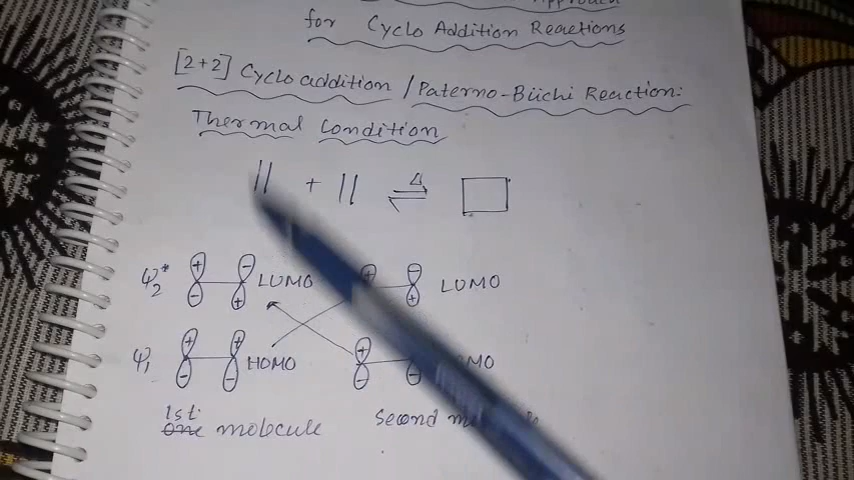 Approach
for Cyclo Addition Reactions
[2+2] Cyclo addition / Paterno-Büchi Reaction:
Thermal Condition
|| + || ⇌ Δ □
Ψ2* + - LUMO + - LUMO
- + +
Ψ1 + + HOMO +
- - - -
1st one molecule second